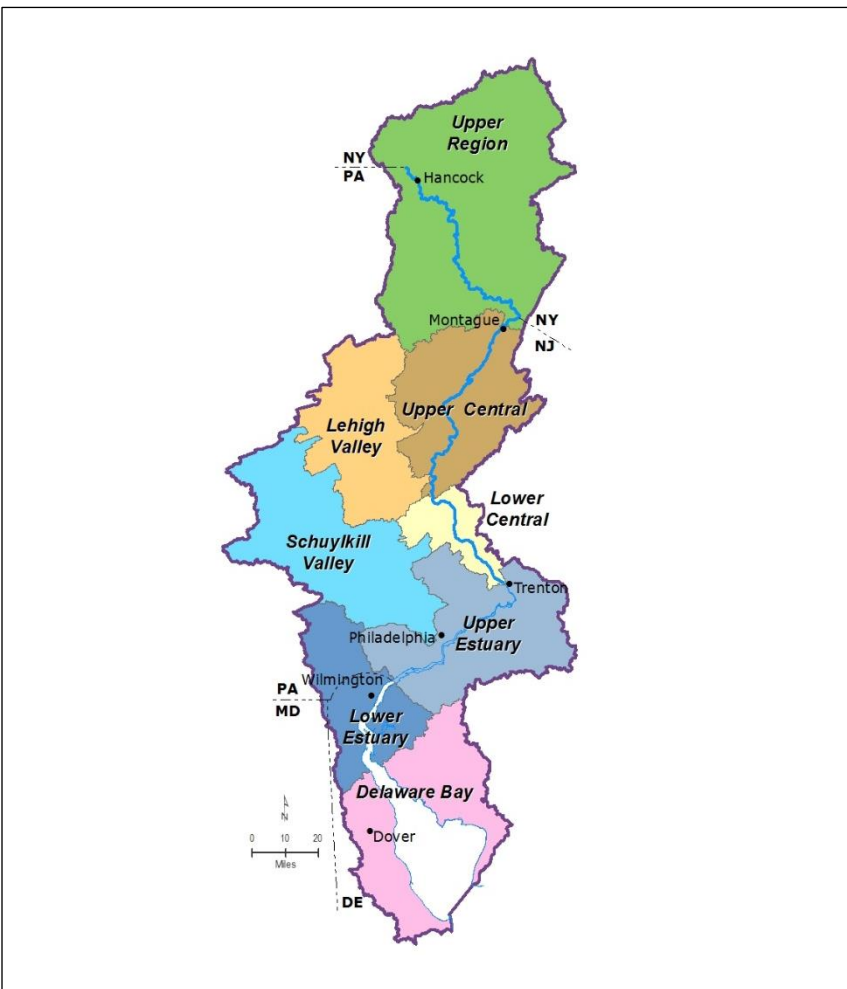 Upper
Region
NY
PA
Hancock
Montague
NY
NJ
Upper Central
Lehigh
Valley
Lower
Central
Schuylkill
Valley
Trenton
Upper
Estuary
Philadelphia
Wilmington
PA
MD
Lower
Estuary
Delaware Bay
N
0 10 20
Miles
Dover
DE